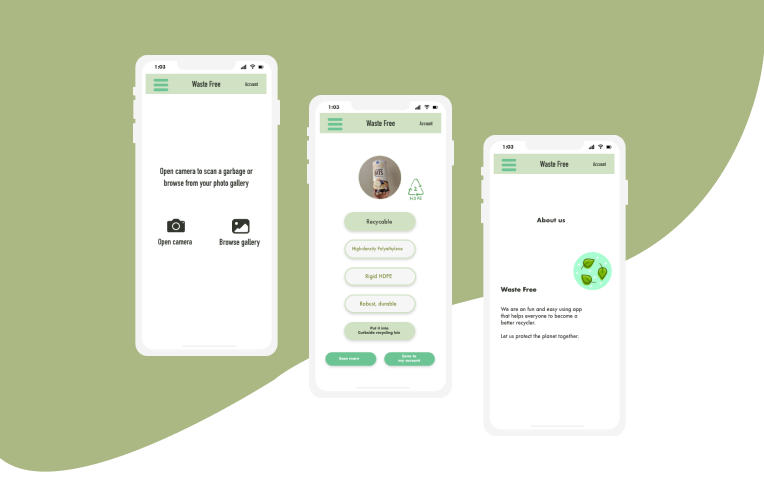 1:03
Waste Free
Account
Open camera to scan a garbage or
browse from your photo gallery
Open camera
Browse gallery
1:03
Waste Free
Account
2
HDPE
Recycable
High-density Polyethylene
Rigid HDPE
Robust, durable
Put it into
Curbside recycling bin
Scan more
Save to
my account
1:03
Waste Free
Account
About us
Waste Free
We are an fun and easy using app
that helps everyone to become a
better recycler.
Let us protect the planet together.